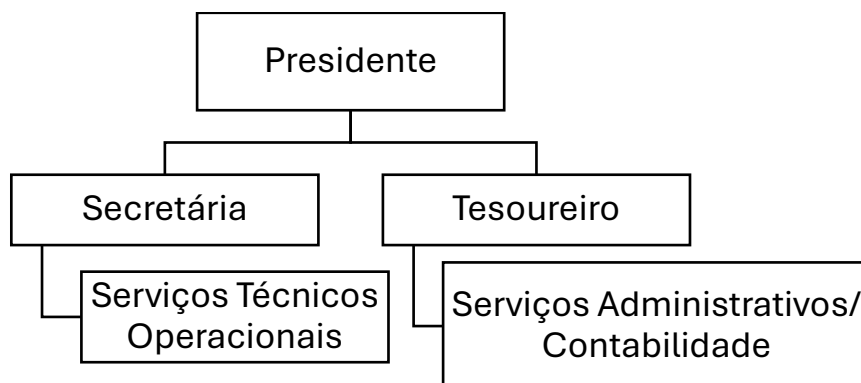 Presidente
Secretária
Tesoureiro
Serviços Técnicos
Operacionais
Serviços Administrativos/
Contabilidade